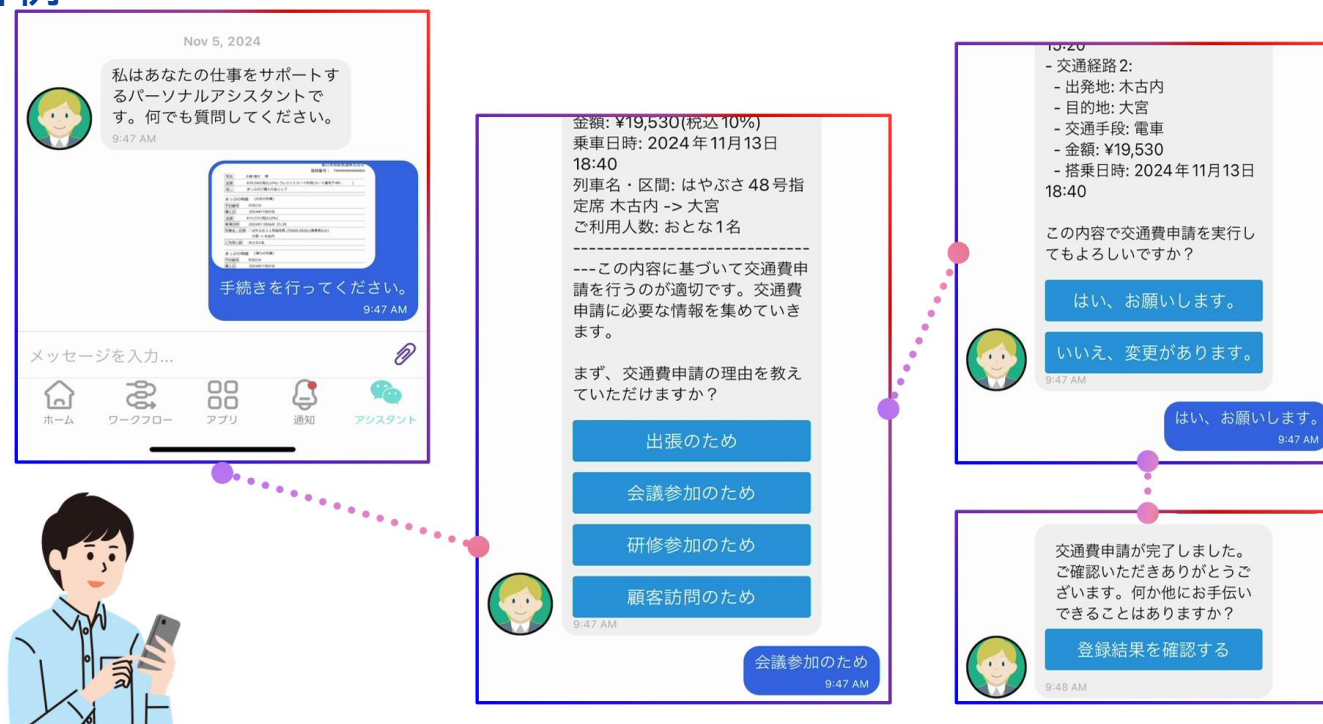 例
Nov 5, 2024
私はあなたの仕事をサポートす
るパーソナルアシスタントで
す。何でも質問してください。
9:47 AM
手続きを行ってください。
9:47 AM
メッセージを入力...
ホーム
ワークフロー
アプリ
通知
アシスタント
金額: ¥19,530(税込10%)
乗車日時: 2024年11月13日
18:40
列車名・区間: はやぶさ48号指
定席 木古内 -> 大宮
ご利用人数: おとな1名
----------------------------
---この内容に基づいて交通費申
請を行うのが適切です。交通費
申請に必要な情報を集めていき
ます。
まず、交通費申請の理由を教え
ていただけますか?
出張のため
会議参加のため
研修参加のため
顧客訪問のため
9:47 AM
会議参加のため
9:47 AM
15:20
- 交通経路2:
- 出発地: 木古内
- 目的地: 大宮
- 交通手段: 電車
- 金額: ¥19,530
- 搭乗日時: 2024年11月13日
18:40
この内容で交通費申請を実行し
てもよろしいですか?
はい、お願いします。
いいえ、変更があります。
9:47 AM
はい、お願いします。
9:47 AM
交通費申請が完了しました。
ご確認いただきありがとうご
ざいます。何か他にお手伝い
できることはありますか?
登録結果を確認する
9:48 AM